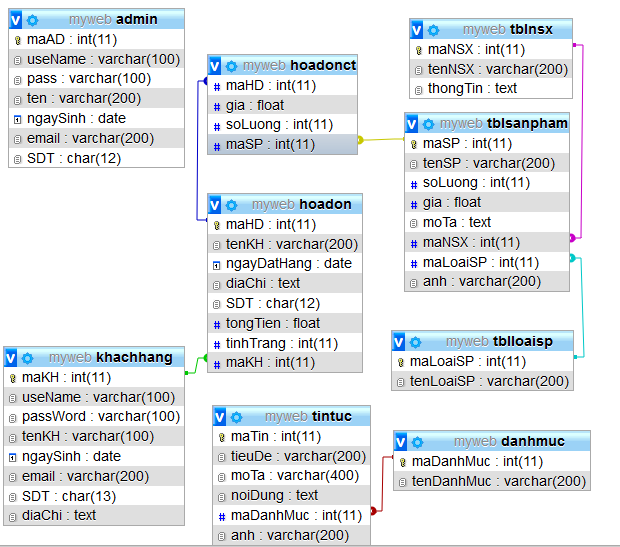 myweb admin
maAD : int(11)
useName : varchar(100)
pass : varchar(100)
ten : varchar(200)
ngaySinh : date
email : varchar(200)
SDT : char(12)
myweb hoadonct
maHD : int(11)
gia : float
soLuong : int(11)
maSP : int(11)
myweb tblnsx
maNSX : int(11)
tenNSX : varchar(200)
thongTin : text
myweb tblsanpham
maSP : int(11)
tenSP : varchar(200)
soLuong : int(11)
gia : float
moTa : text
maNSX : int(11)
maLoaiSP : int(11)
anh : varchar(200)
myweb hoadon
maHD : int(11)
tenKH : varchar(200)
ngayDatHang : date
diaChi : text
SDT : char(12)
tongTien : float
tinhTrang : int(11)
maKH : int(11)
myweb tblloaisp
maLoaiSP : int(11)
tenLoaiSP : varchar(200)
myweb khachhang
maKH : int(11)
useName : varchar(100)
passWord : varchar(100)
tenKH : varchar(100)
ngaySinh : date
email : varchar(200)
SDT : char(13)
diaChi : text
myweb tintuc
maTin : int(11)
tieuDe : varchar(200)
moTa : varchar(400)
noiDung : text
maDanhMuc : int(11)
anh : varchar(200)
myweb danhmuc
maDanhMuc : int(11)
tenDanhMuc : varchar(200)